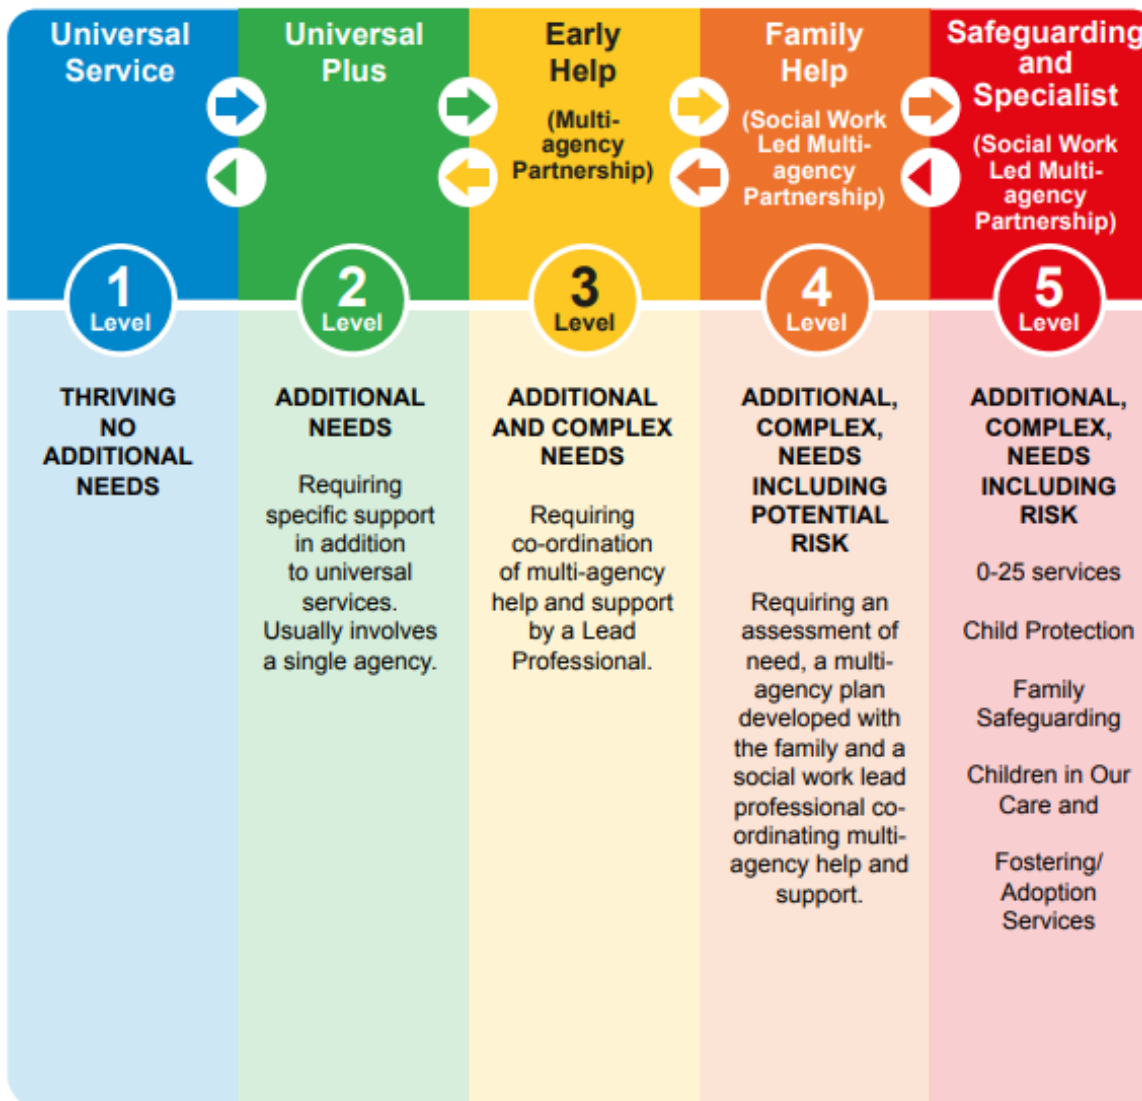 Universal
Service
Universal
Plus
Early
Help
(Multi-
agency
Partnership)
Family
Help
(Social Work
Led Multi-
agency
Partnership)
Safeguarding
and
Specialist
(Social Work
Led Multi-
agency
Partnership)
1
Level
2
Level
3
Level
4
Level
5
Level
THRIVING
NO
ADDITIONAL
NEEDS
ADDITIONAL
NEEDS
Requiring
specific support
in addition
to universal
services.
Usually involves
a single agency.
ADDITIONAL
AND COMPLEX
NEEDS
Requiring
co-ordination
of multi-agency
help and support
by a Lead
Professional.
ADDITIONAL,
COMPLEX,
NEEDS
INCLUDING
POTENTIAL
RISK
Requiring an
assessment of
need, a multi-
agency plan
developed with
the family and a
social work lead
professional co-
ordinating multi-
agency help and
support.
ADDITIONAL,
COMPLEX,
NEEDS
INCLUDING
RISK
0-25 services
Child Protection
Family
Safeguarding
Children in Our
Care and
Fostering/
Adoption
Services